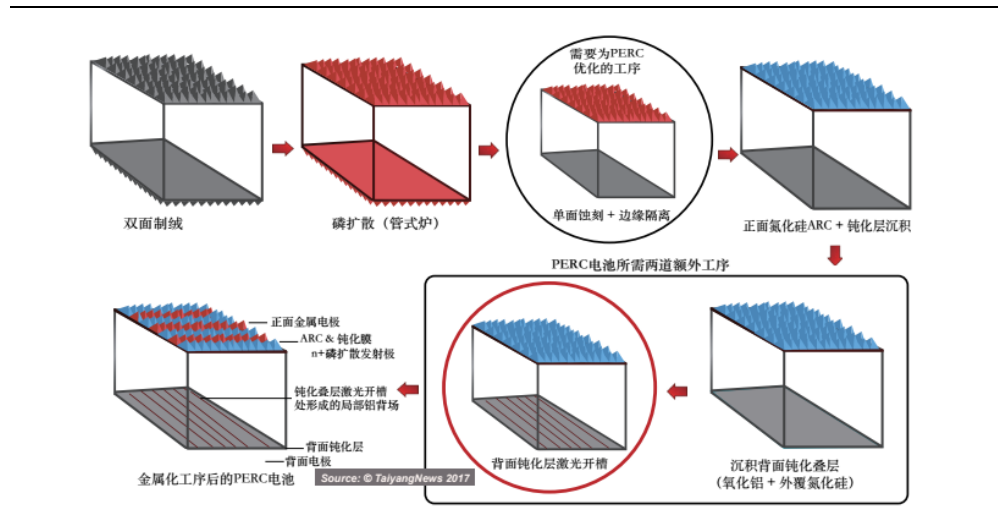 需要为PERC
优化的工序
双面制绒
磷扩散（管式炉）
单面蚀刻 + 边缘隔离
正面氮化硅ARC + 钝化层沉积
PERC电池所需两道额外工序
正面金属电极
ARC & 钝化膜
n+磷扩散发射极
钝化叠层激光开槽
处形成的局部铝背场
背面钝化层
背面电极
金属化工序后的PERC电池
Source: © TaiyangNews 2017
背面钝化层激光开槽
沉积背面钝化叠层
(氧化铝 + 外覆氮化硅)